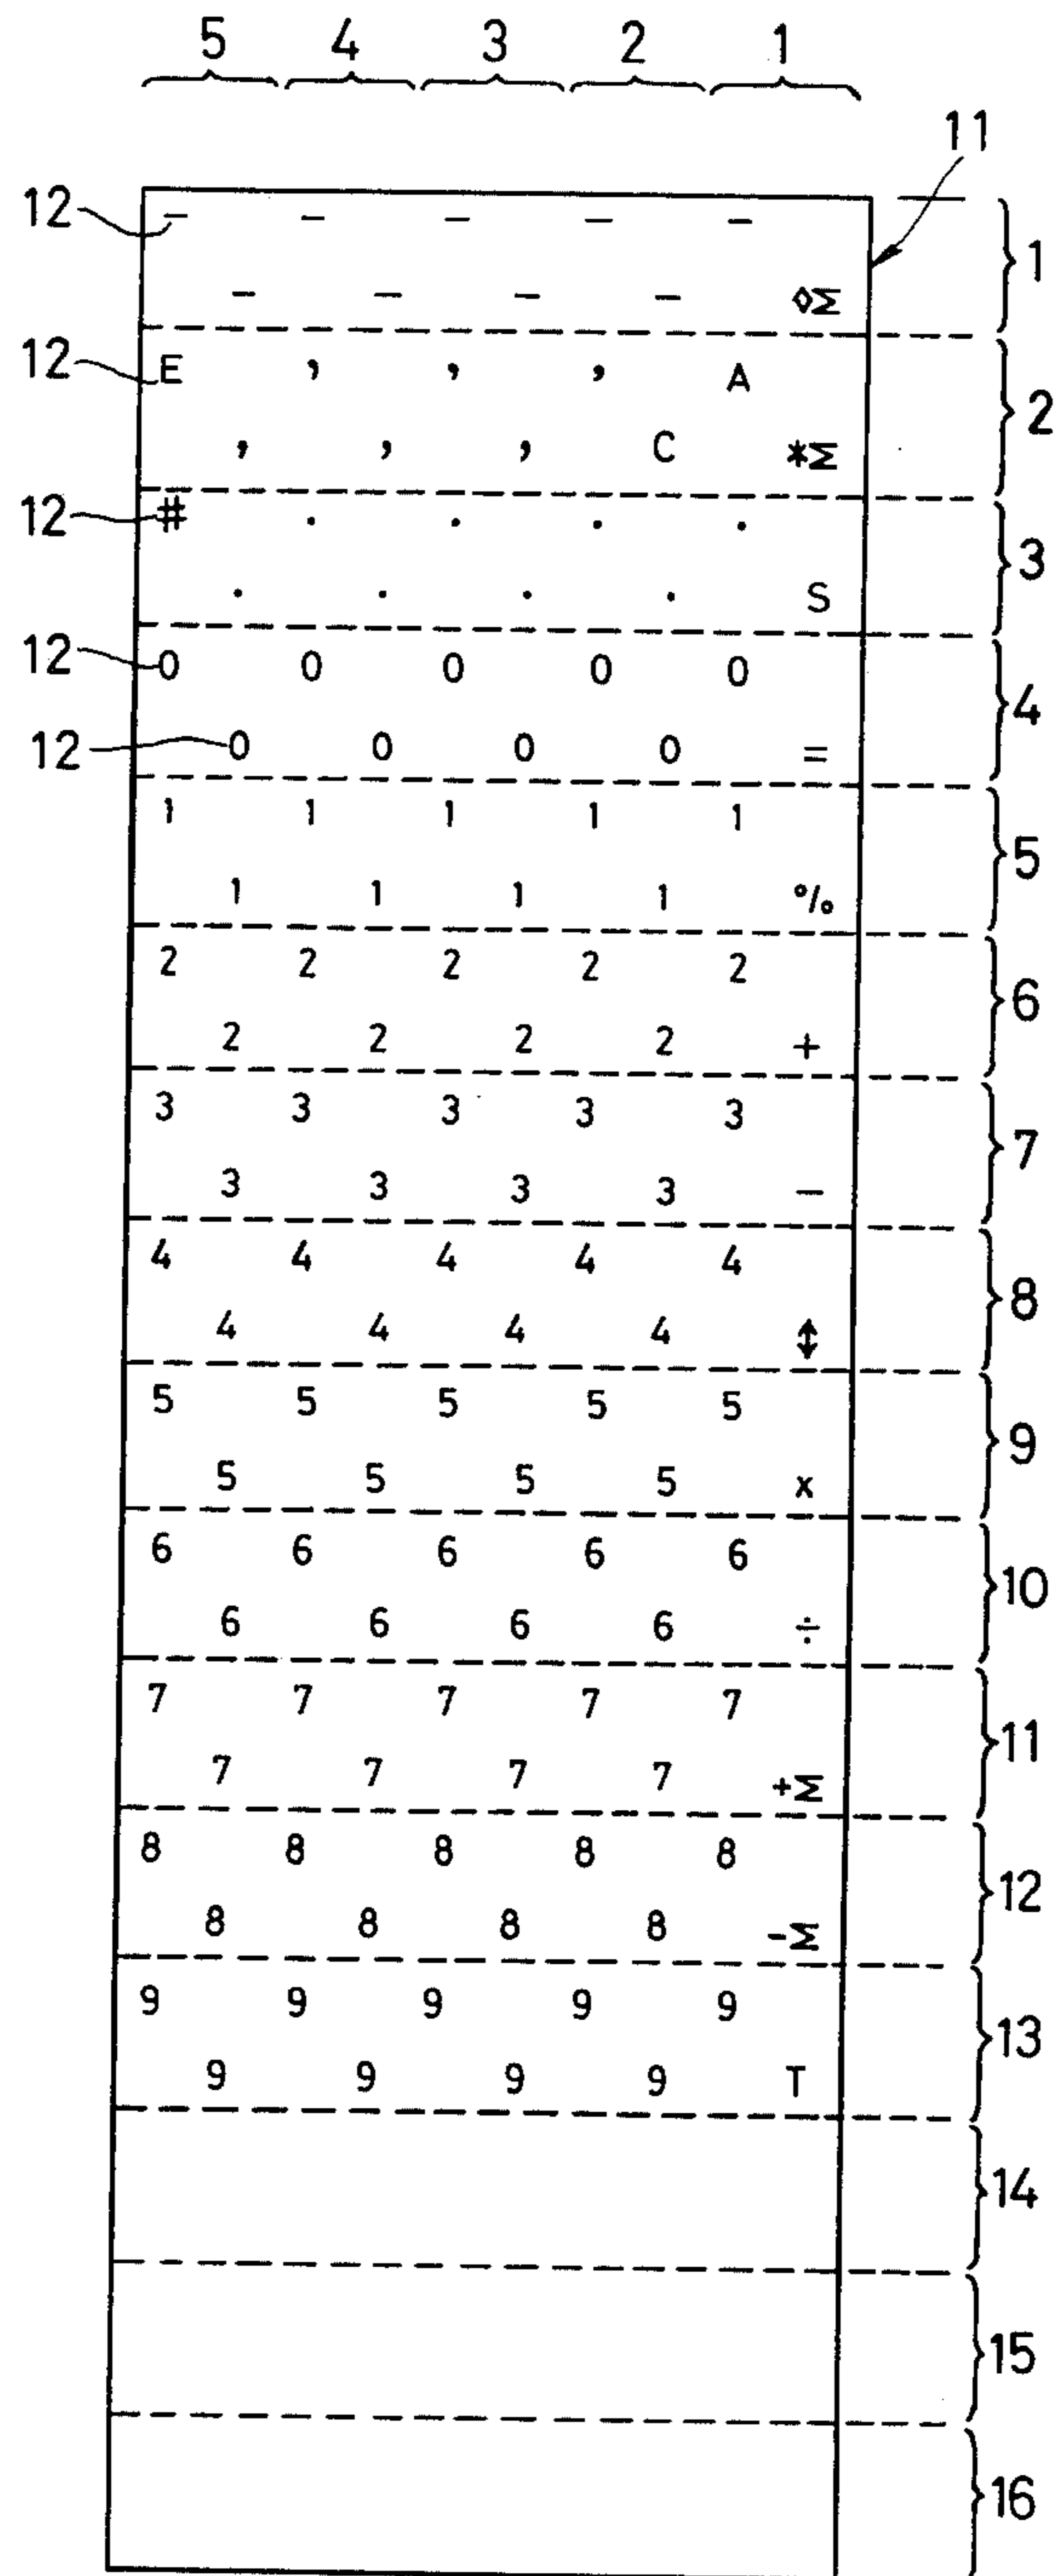 5 4 3 2 1
11
12 – – – – –
1
– – – – ◊Σ
12 E , , , A
2
, , , C *Σ
12 # . . . .
3
. . . . S
12 0 0 0 0 0
4
12 0 0 0 0 =
1 1 1 1 1
5
1 1 1 1 %
2 2 2 2 2
6
2 2 2 2 +
3 3 3 3 3
7
3 3 3 3 –
4 4 4 4 4
8
4 4 4 4 ↕
5 5 5 5 5
9
5 5 5 5 x
6 6 6 6 6
10
6 6 6 6 ÷
7 7 7 7 7
11
7 7 7 7 +Σ
8 8 8 8 8
12
8 8 8 8 -Σ
9 9 9 9 9
13
9 9 9 9 T
14
15
16